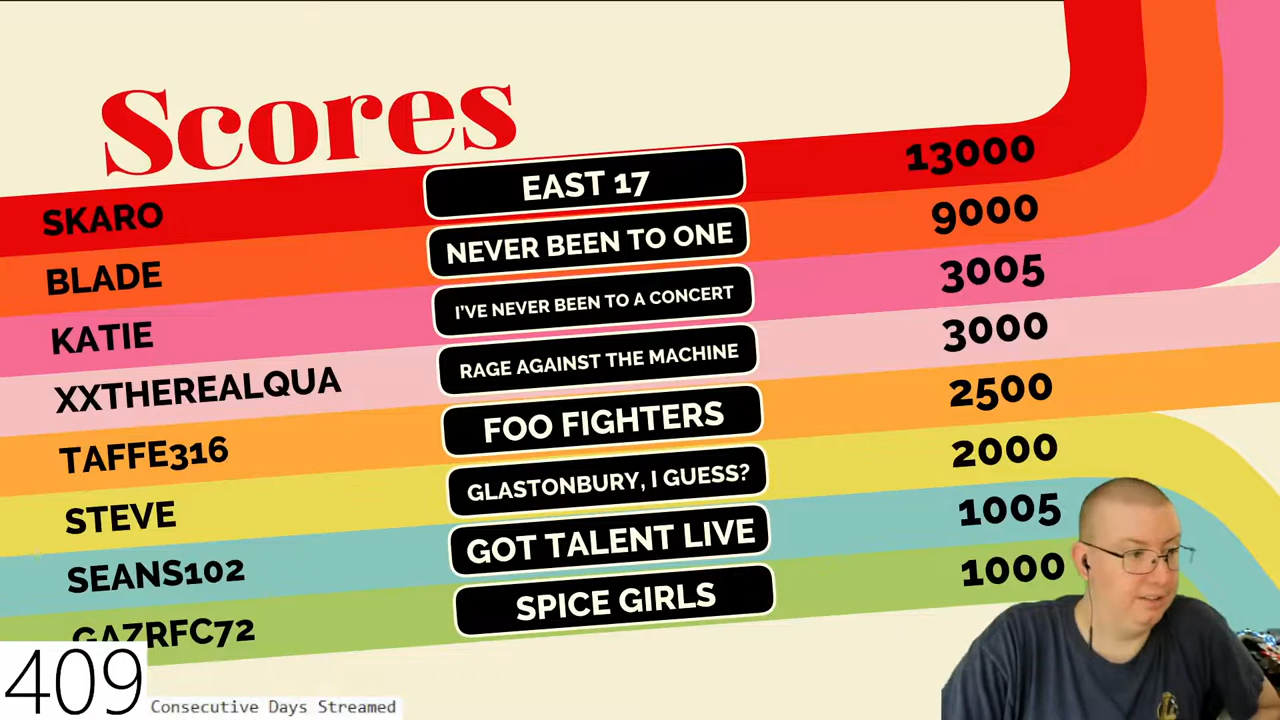 Scores
SKARO EAST 17 13000
BLADE NEVER BEEN TO ONE 9000
KATIE I'VE NEVER BEEN TO A CONCERT 3005
XXTHEREALQUA RAGE AGAINST THE MACHINE 3000
TAFFE316 FOO FIGHTERS 2500
STEVE GLASTONBURY, I GUESS? 2000
SEANS102 GOT TALENT LIVE 1005
GAZRFC72 SPICE GIRLS 1000
409 Consecutive Days Streamed